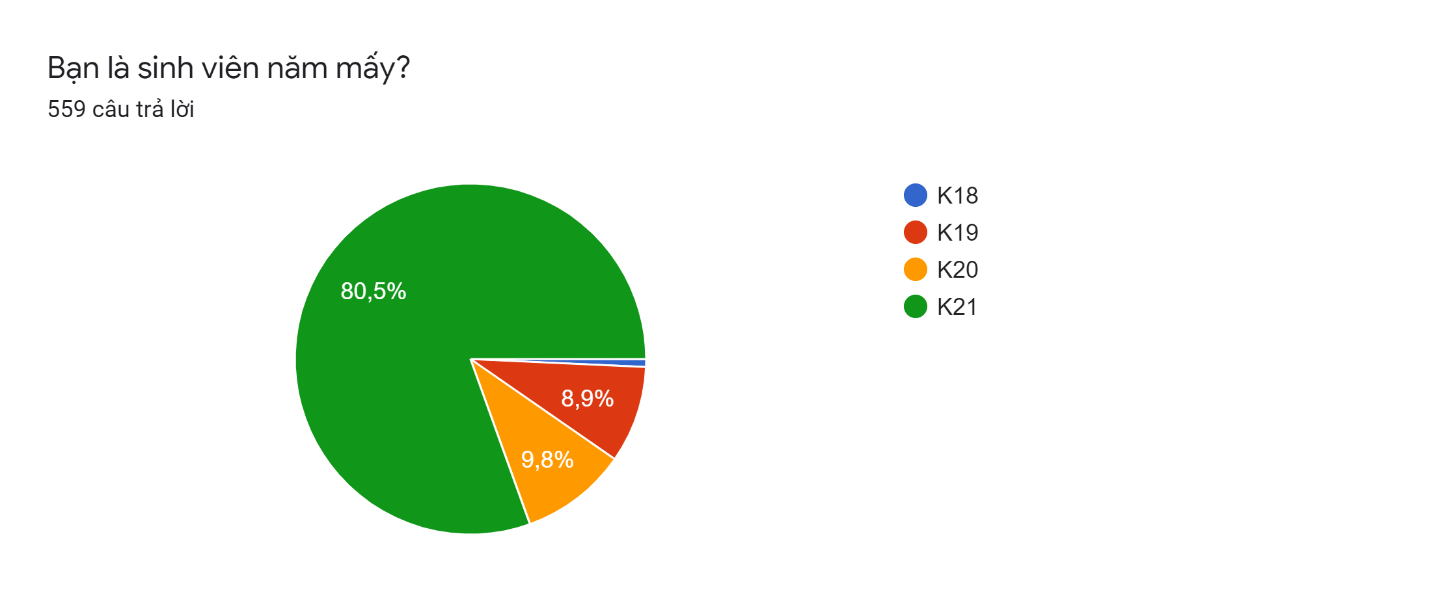 Bạn là sinh viên năm mấy?
559 câu trả lời
K18
K19
K20
K21
80,5%
8,9%
9,8%